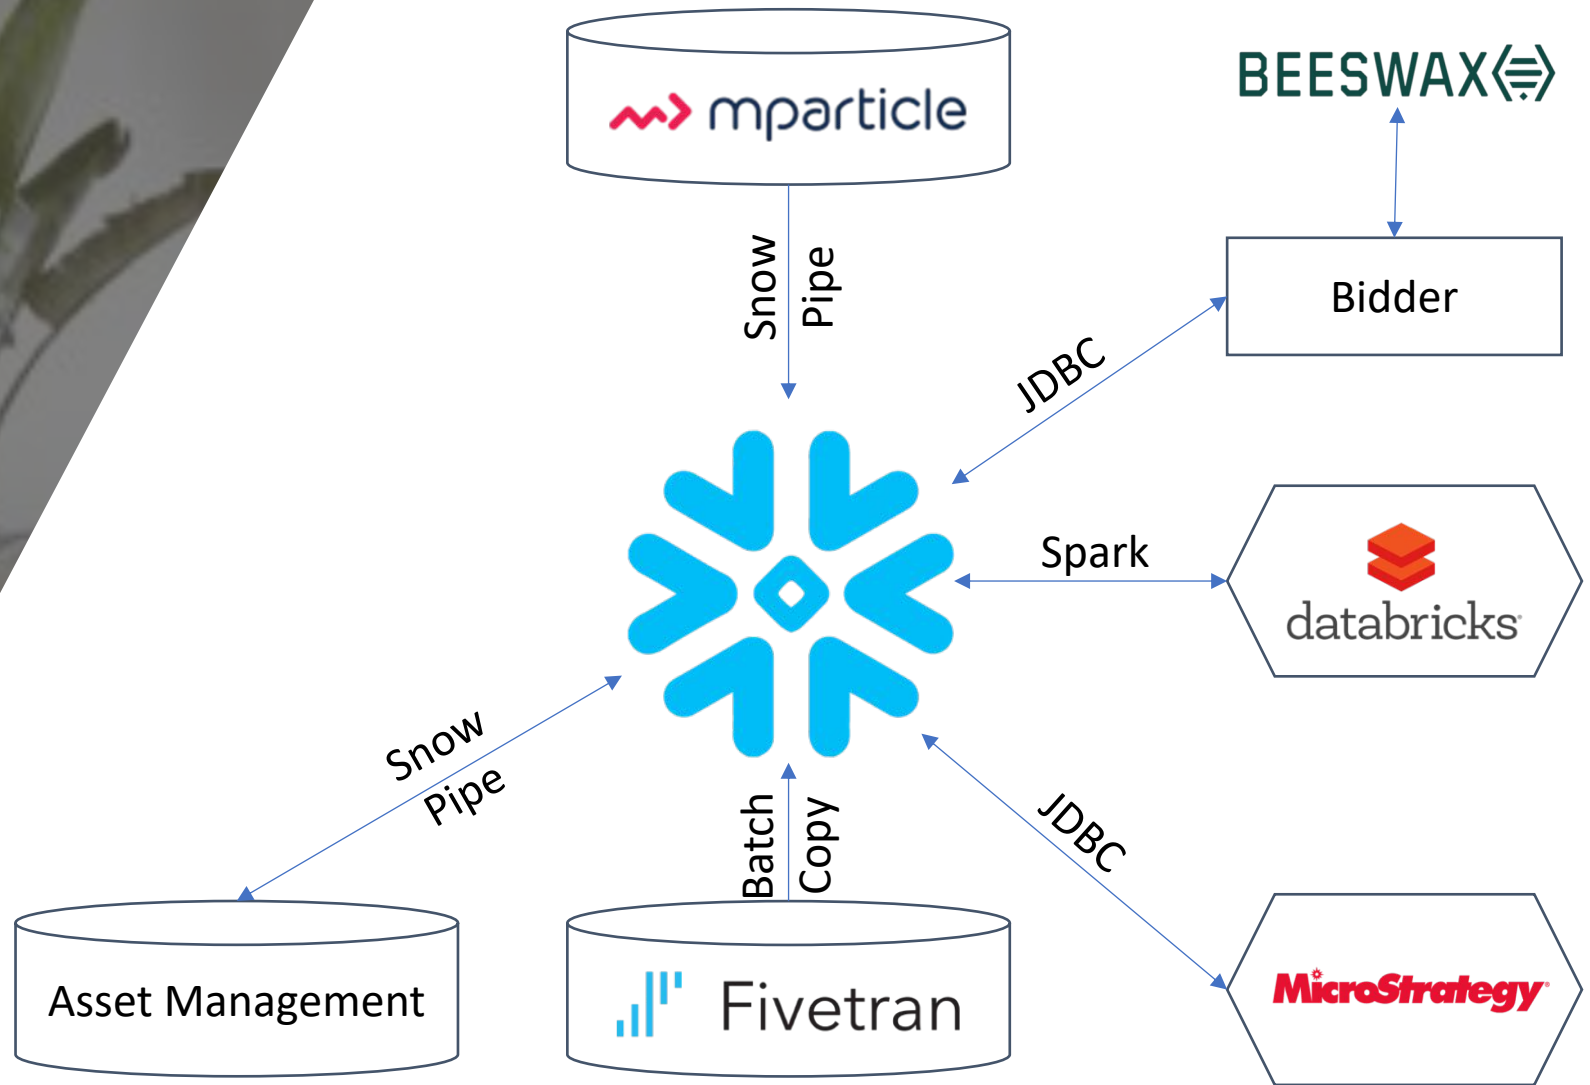 mparticle
BEESWAX
Snow
Pipe
Bidder
JDBC
Spark
databricks
Snow
Pipe
Batch
Copy
JDBC
Asset Management
Fivetran
MicroStrategy